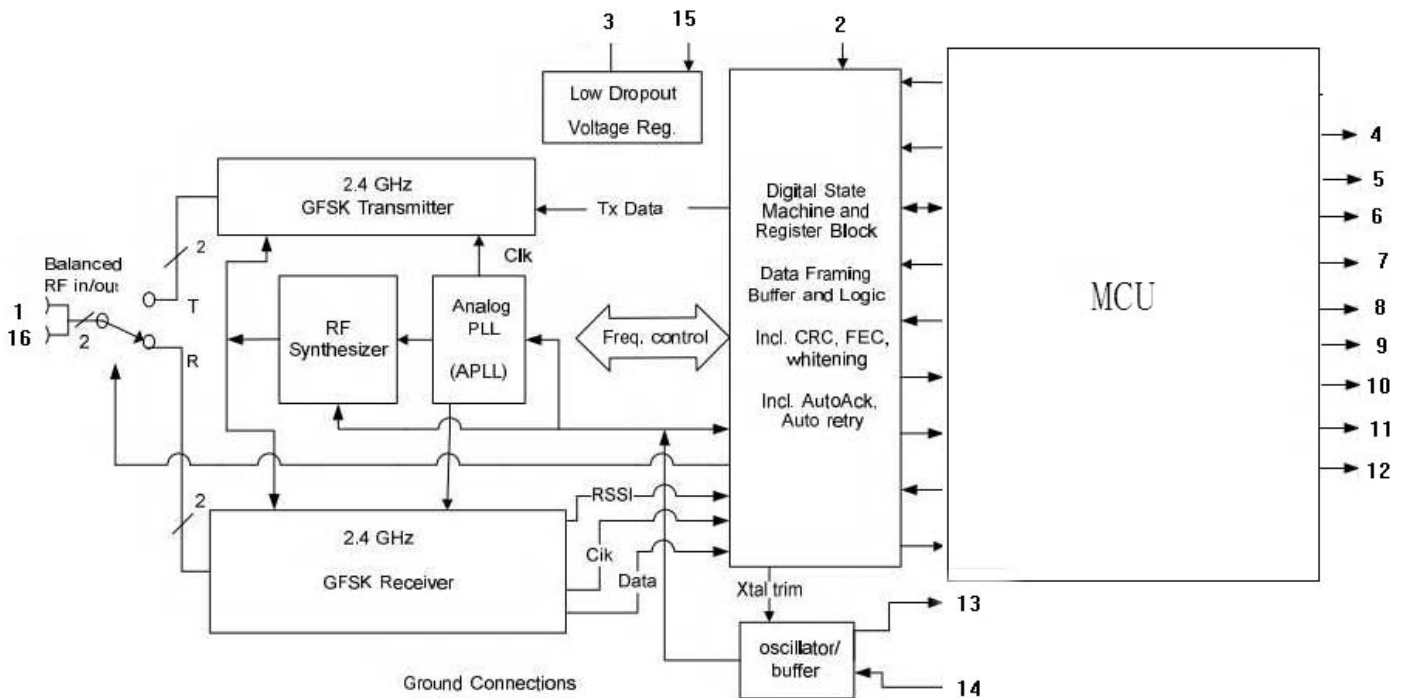 3
15
2
Low Dropout
Voltage Reg.
4
5
6
7
8
9
10
11
12
MCU
2.4 GHz
GFSK Transmitter
Tx Data
Digital State
Machine and
Register Block
Data Framing
Buffer and Logic
Incl. CRC, FEC,
whitening
Incl. AutoAck,
Auto retry
2
Clk
Balanced
RF in/out
1
16
2
T
R
RF
Synthesizer
Analog
PLL
(APLL)
Freq. control
2
RSSI
2.4 GHz
GFSK Receiver
Clk
Data
Xtal trim
oscillator/
buffer
13
14
Ground Connections